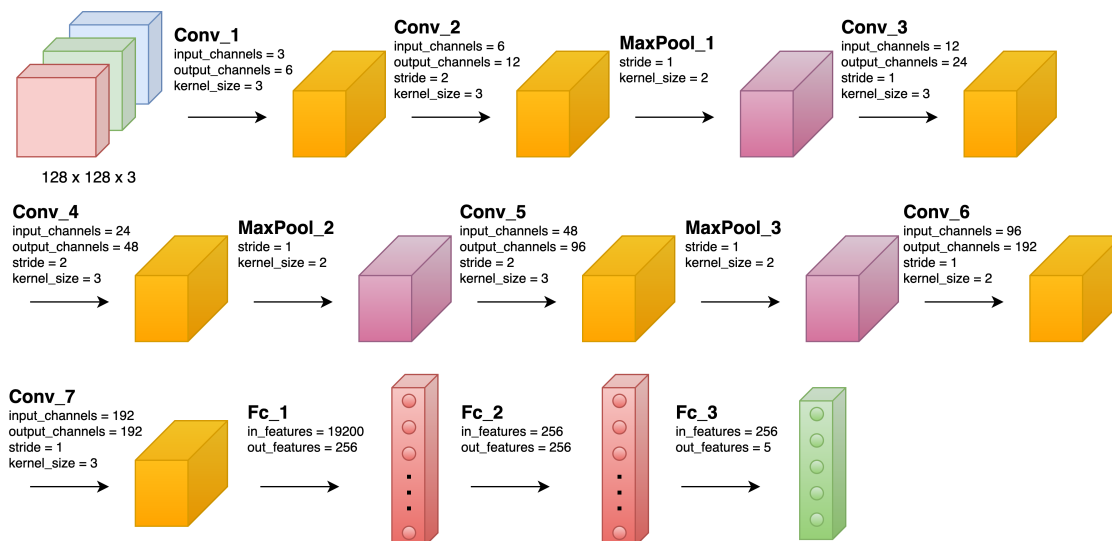 Conv_1
input_channels = 3
output_channels = 6
kernel_size = 3
Conv_2
input_channels = 6
output_channels = 12
stride = 2
kernel_size = 3
MaxPool_1
stride = 1
kernel_size = 2
Conv_3
input_channels = 12
output_channels = 24
stride = 1
kernel_size = 3
128 x 128 x 3
Conv_4
input_channels = 24
output_channels = 48
stride = 2
kernel_size = 3
MaxPool_2
stride = 1
kernel_size = 2
Conv_5
input_channels = 48
output_channels = 96
stride = 2
kernel_size = 3
MaxPool_3
stride = 1
kernel_size = 2
Conv_6
input_channels = 96
output_channels = 192
stride = 1
kernel_size = 2
Conv_7
input_channels = 192
output_channels = 192
stride = 1
kernel_size = 3
Fc_1
in_features = 19200
out_features = 256
Fc_2
in_features = 256
out_features = 256
Fc_3
in_features = 256
out_features = 5